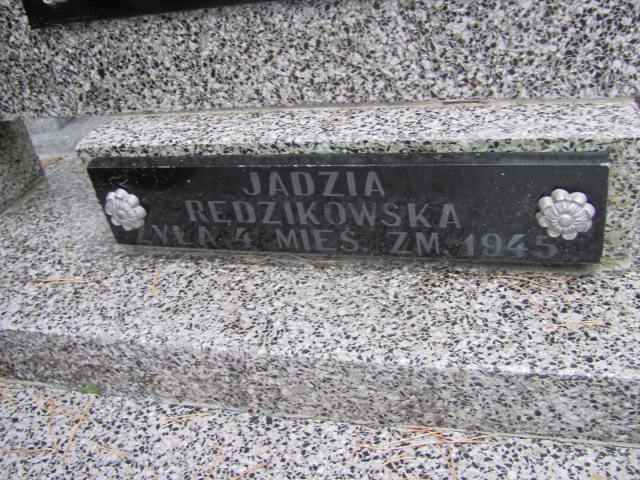 JADZIA
REDZIKOWSKA
ŻYŁA 4 MIEŚ. ZM. 1945